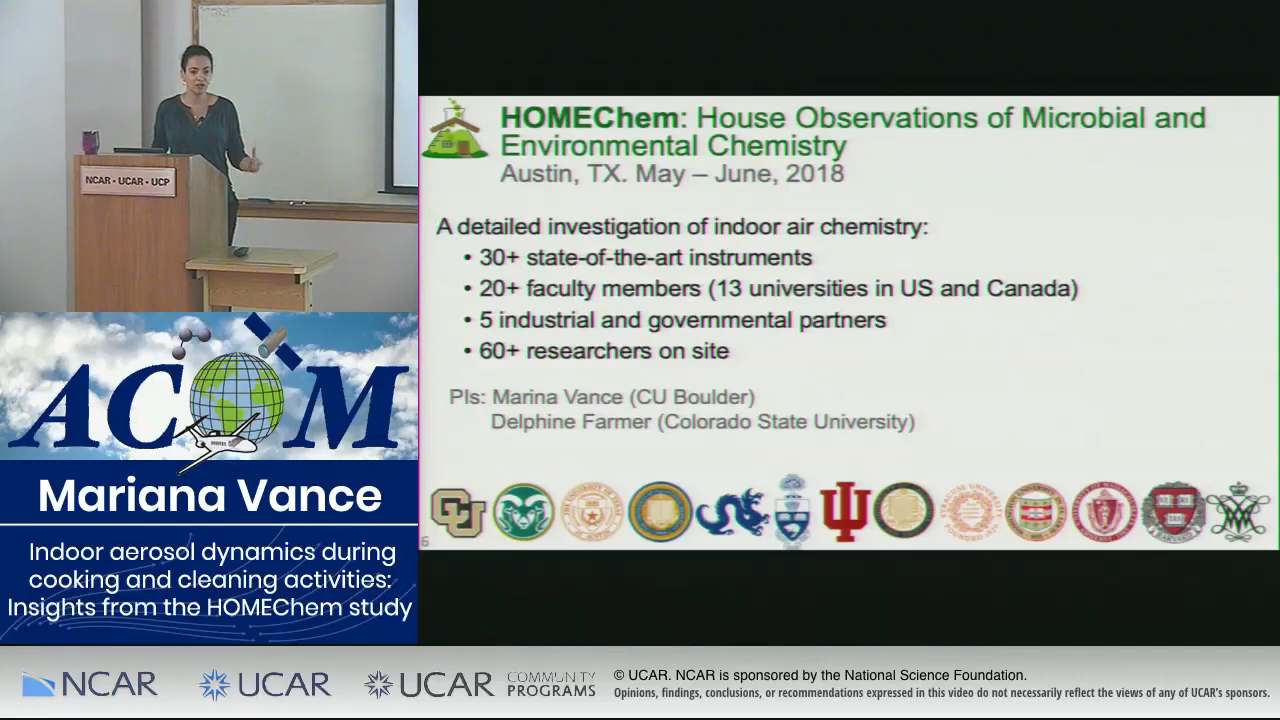 NCAR · UCAR · UCP
ACOM
Mariana Vance
Indoor aerosol dynamics during
cooking and cleaning activities:
Insights from the HOMEChem study
HOMEChem: House Observations of Microbial and
Environmental Chemistry
Austin, TX. May – June, 2018
A detailed investigation of indoor air chemistry:
• 30+ state-of-the-art instruments
• 20+ faculty members (13 universities in US and Canada)
• 5 industrial and governmental partners
• 60+ researchers on site
PIs: Marina Vance (CU Boulder)
Delphine Farmer (Colorado State University)
CU
HARVARD
6
NCAR
UCAR
UCAR
COMMUNITY
PROGRAMS
© UCAR. NCAR is sponsored by the National Science Foundation.
Opinions, findings, conclusions, or recommendations expressed in this video do not necessarily reflect the views of any of UCAR's sponsors.